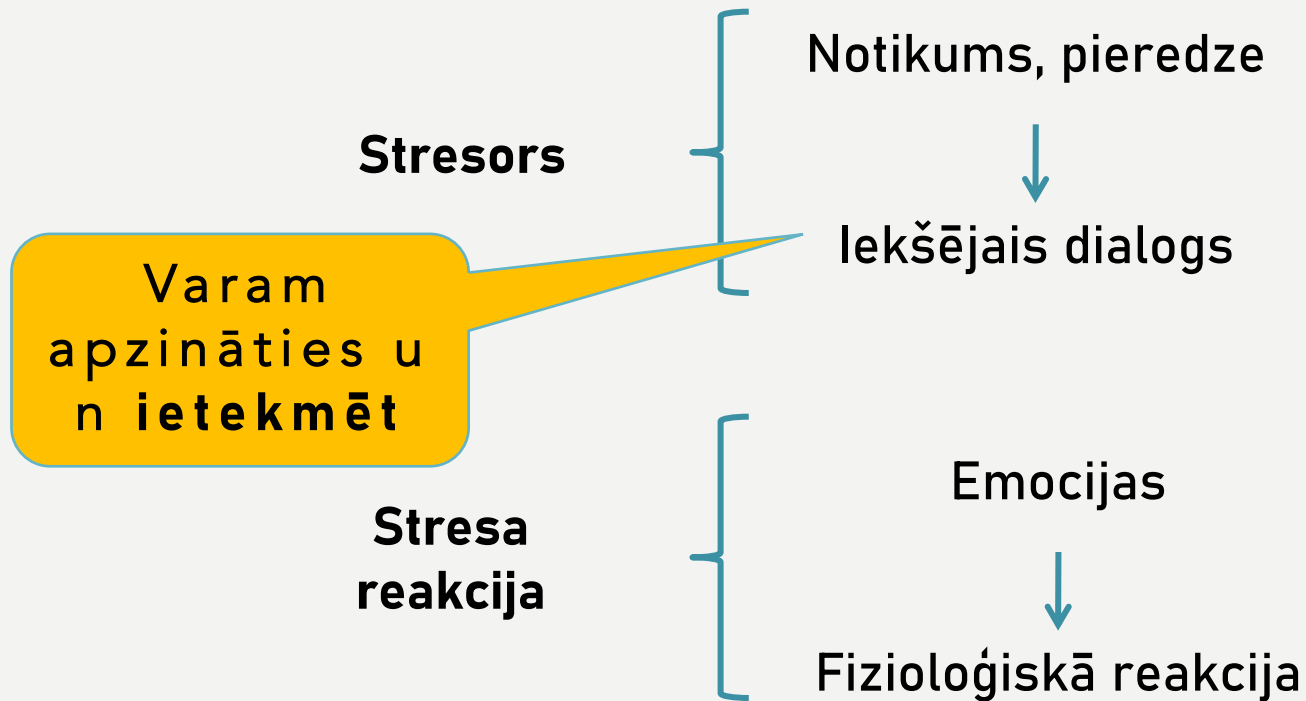 Notikums, pieredze
Stresors
Iekšējais dialogs
Varam
apzināties u
n ietekmēt
Emocijas
Stresa
reakcija
Fizioloģiskā reakcija